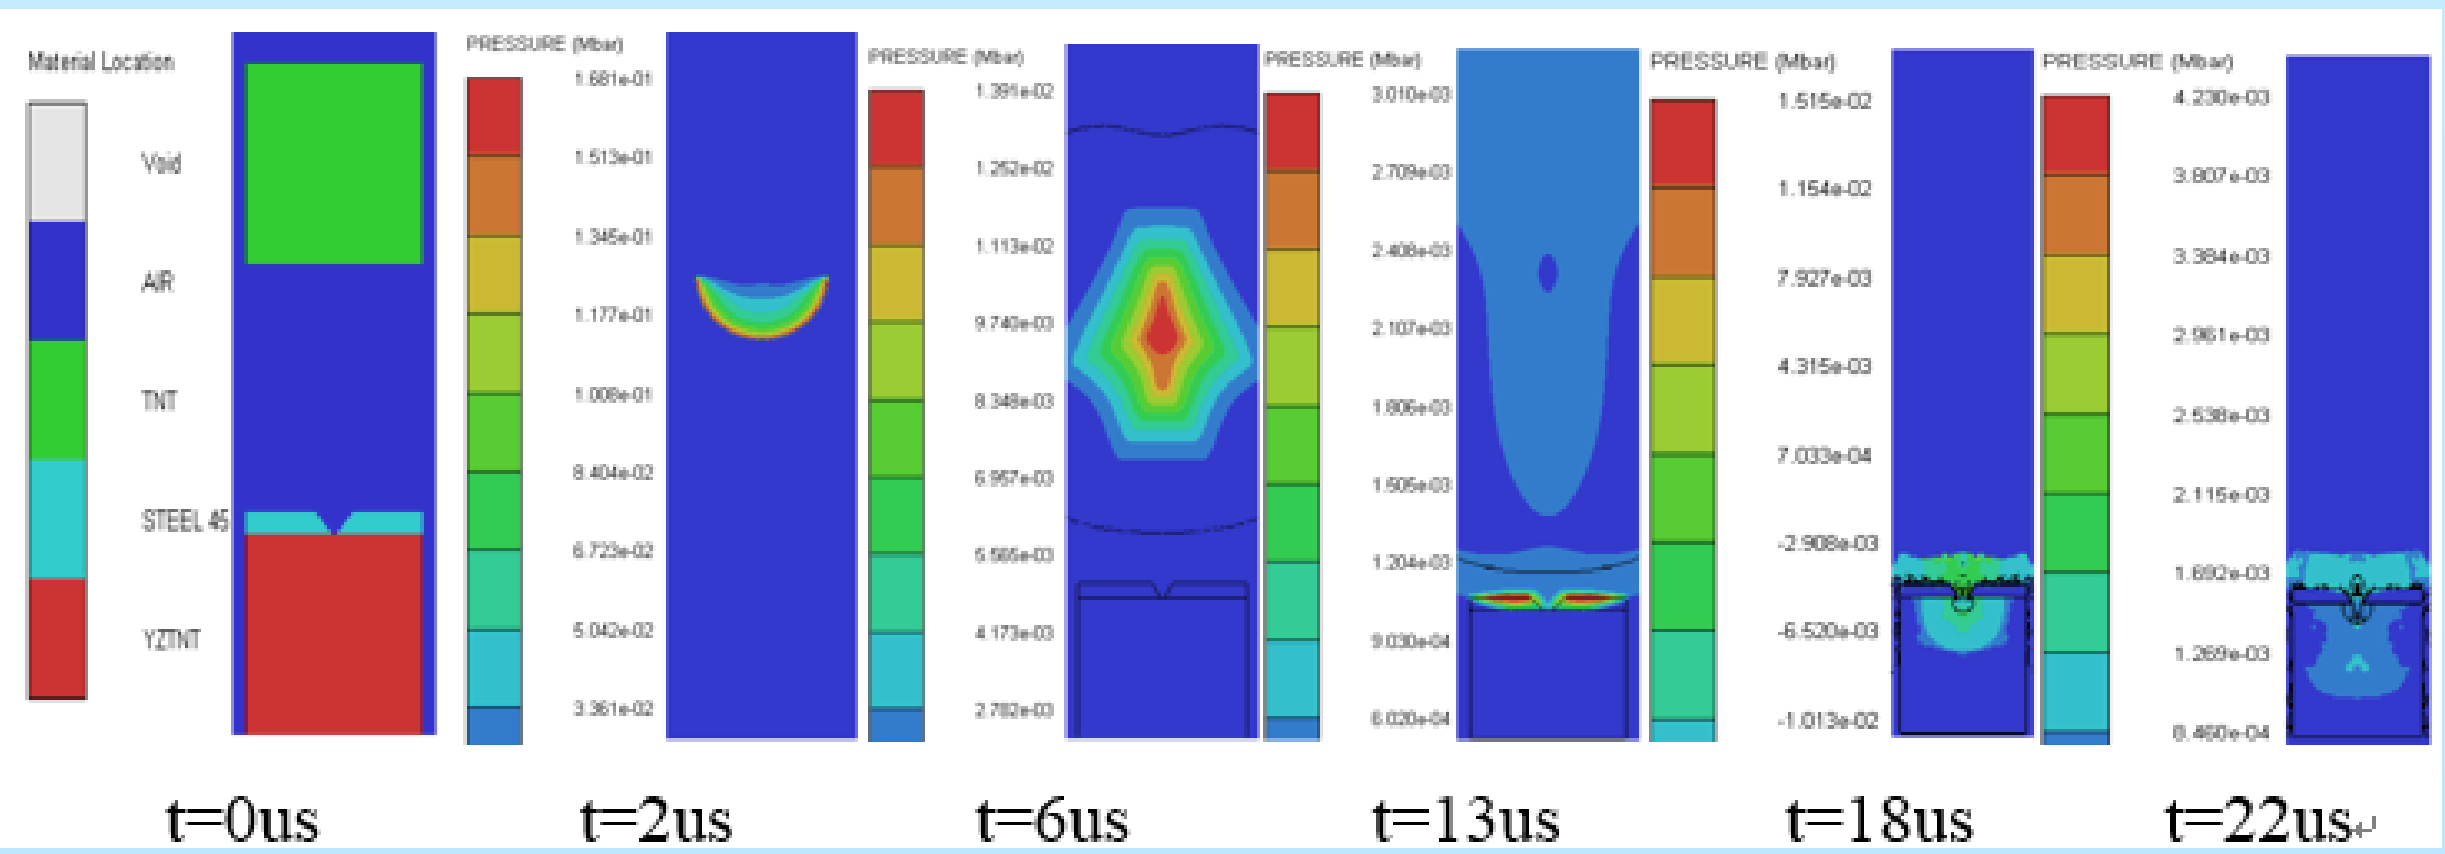 Material Location
Void
AIR
TNT
STEEL 45
YZTNT
PRESSURE (Mbar)
1.681e-01
1.513e-01
1.345e-01
1.177e-01
1.008e-01
8.404e-02
6.723e-02
5.042e-02
3.361e-02
PRESSURE (Mbar)
1.391e-02
1.252e-02
1.113e-02
9.740e-03
8.348e-03
6.957e-03
5.565e-03
4.173e-03
2.782e-03
PRESSURE (Mbar)
3.010e-03
2.709e-03
2.408e-03
2.107e-03
1.806e-03
1.505e-03
1.204e-03
9.030e-04
6.020e-04
PRESSURE (Mbar)
1.515e-02
1.154e-02
7.927e-03
4.315e-03
7.033e-04
-2.908e-03
-6.520e-03
-1.013e-02
PRESSURE (Mbar)
4.230e-03
3.807e-03
3.384e-03
2.961e-03
2.538e-03
2.115e-03
1.692e-03
1.269e-03
8.460e-04
t=0us
t=2us
t=6us
t=13us
t=18us
t=22us↵